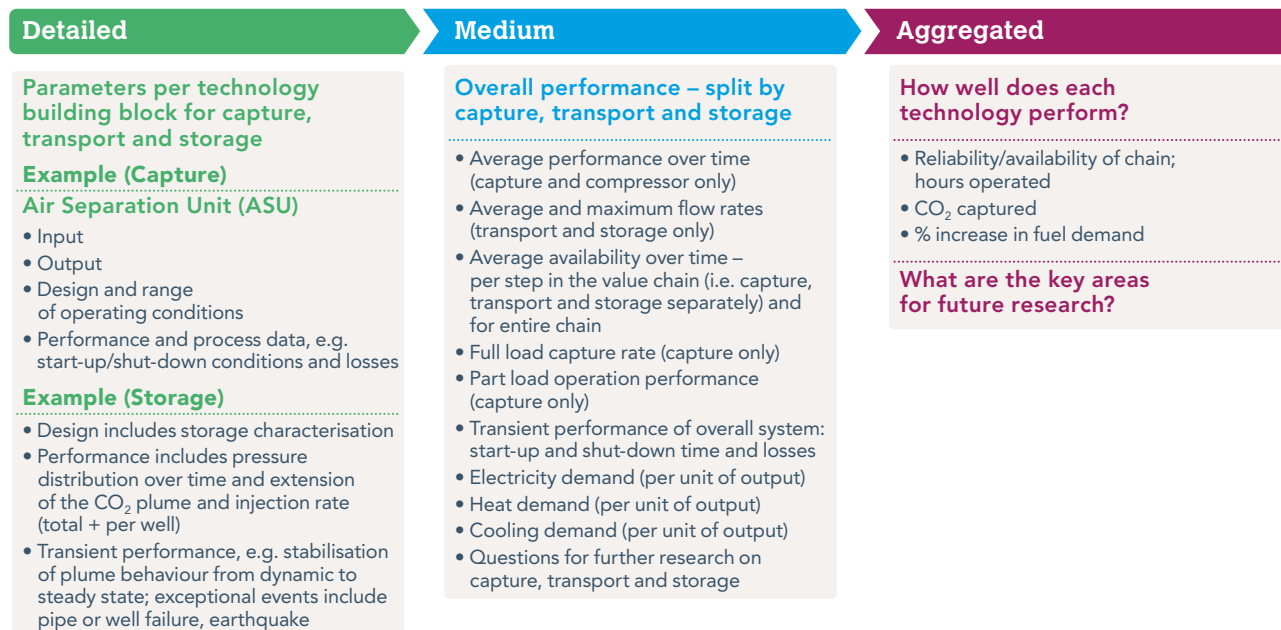 Detailed
Parameters per technology
building block for capture,
transport and storage
Example (Capture)
Air Separation Unit (ASU)
• Input
• Output
• Design and range
of operating conditions
• Performance and process data, e.g.
start-up/shut-down conditions and losses
Example (Storage)
• Design includes storage characterisation
• Performance includes pressure
distribution over time and extension
of the CO₂ plume and injection rate
(total + per well)
• Transient performance, e.g. stabilisation
of plume behaviour from dynamic to
steady state; exceptional events include
pipe or well failure, earthquake
Medium
Overall performance – split by
capture, transport and storage
• Average performance over time
(capture and compressor only)
• Average and maximum flow rates
(transport and storage only)
• Average availability over time –
per step in the value chain (i.e. capture,
transport and storage separately) and
for entire chain
• Full load capture rate (capture only)
• Part load operation performance
(capture only)
• Transient performance of overall system:
start-up and shut-down time and losses
• Electricity demand (per unit of output)
• Heat demand (per unit of output)
• Cooling demand (per unit of output)
• Questions for further research on
capture, transport and storage
Aggregated
How well does each
technology perform?
• Reliability/availability of chain;
hours operated
• CO₂ captured
• % increase in fuel demand
What are the key areas
for future research?